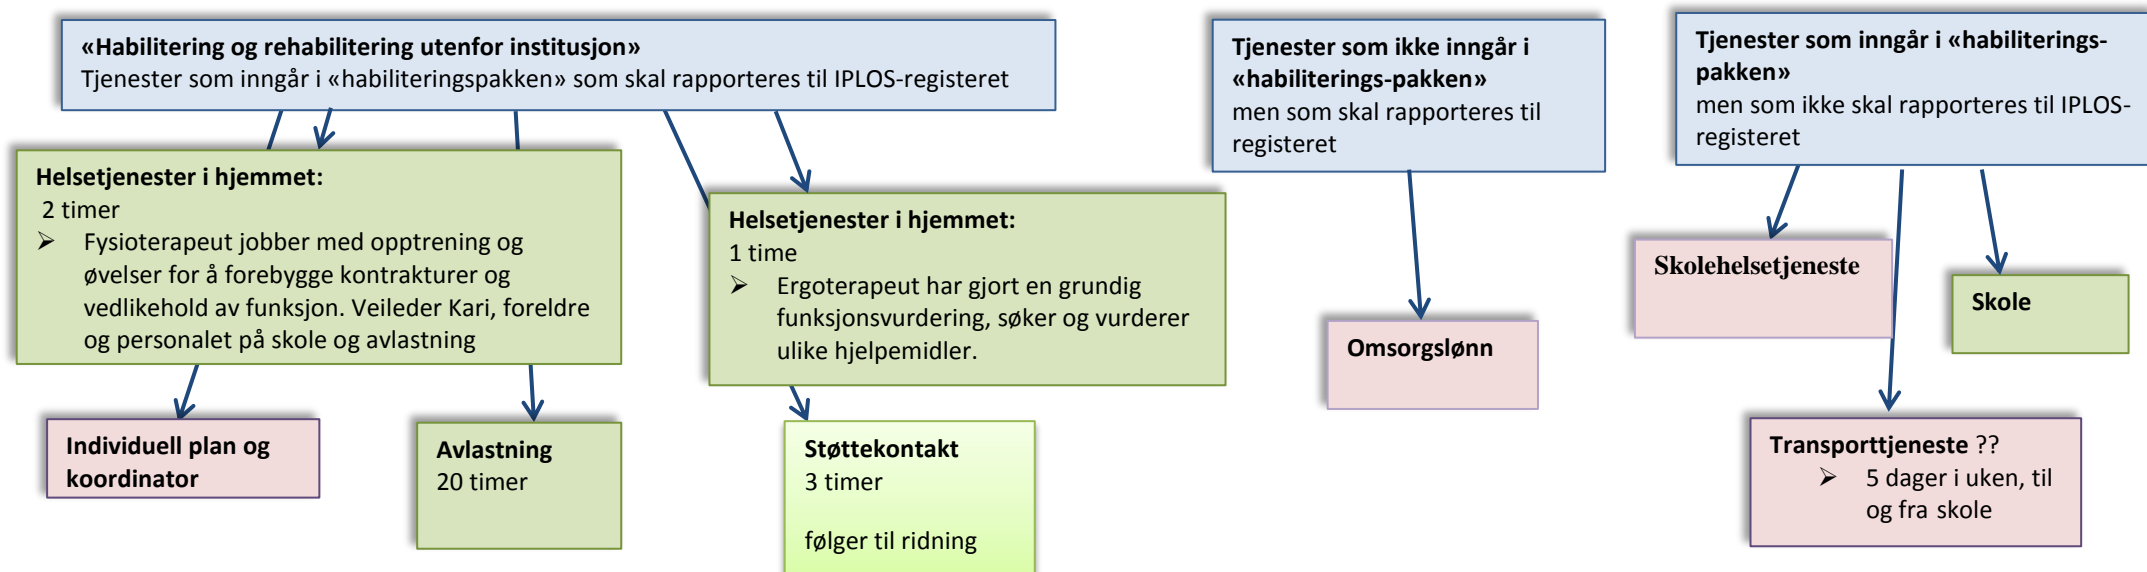 «Habilitering og rehabilitering utenfor institusjon»
Tjenester som inngår i «habiliteringspakken» som skal rapporteres til IPLOS-registeret
Helsetjenester i hjemmet:
2 timer
➢ Fysioterapeut jobber med opptrening og
øvelser for å forebygge kontrakturer og
vedlikehold av funksjon. Veileder Kari, foreldre
og personalet på skole og avlastning
Helsetjenester i hjemmet:
1 time
➢ Ergoterapeut har gjort en grundig
funksjonsvurdering, søker og vurderer
ulike hjelpemidler.
Individuell plan og
koordinator
Avlastning
20 timer
Støttekontakt
3 timer
følger til ridning
Tjenester som ikke inngår i
«habiliterings-pakken»
men som skal rapporteres til
registeret
Omsorgslønn
Tjenester som inngår i «habiliterings-
pakken»
men som ikke skal rapporteres til IPLOS-
registeret
Skolehelsetjeneste
Skole
Transporttjeneste ??
➢ 5 dager i uken, til
og fra skole